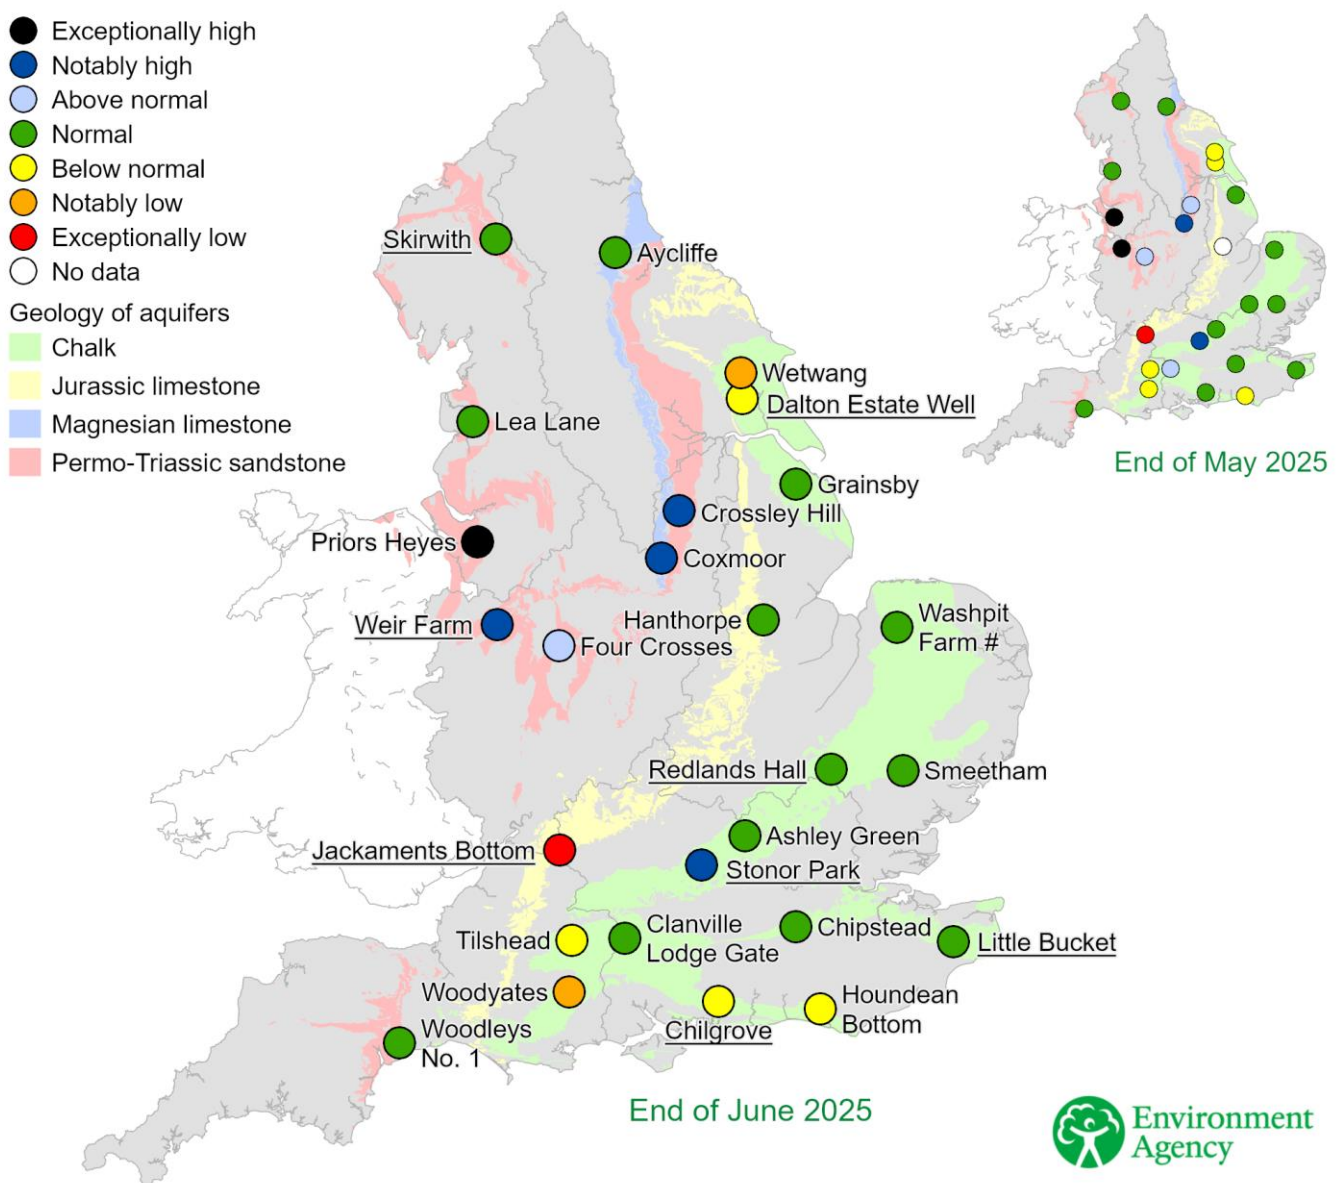 Exceptionally high
Notably high
Above normal
Normal
Below normal
Notably low
Exceptionally low
No data
Geology of aquifers
Chalk
Jurassic limestone
Magnesian limestone
Permo-Triassic sandstone
Skirwith
Aycliffe
Wetwang
Dalton Estate Well
Lea Lane
Grainsby
Crossley Hill
Priors Heyes
Coxmoor
Weir Farm
Four Crosses
Hanthorpe
Washpit
Farm #
Redlands Hall
Smeetham
Jackaments Bottom
Ashley Green
Stonor Park
Tilshead
Clanville
Lodge Gate
Chipstead
Little Bucket
Woodyates
Chilgrove
Houndean
Bottom
Woodleys
No. 1
End of June 2025
End of May 2025
Environment
Agency